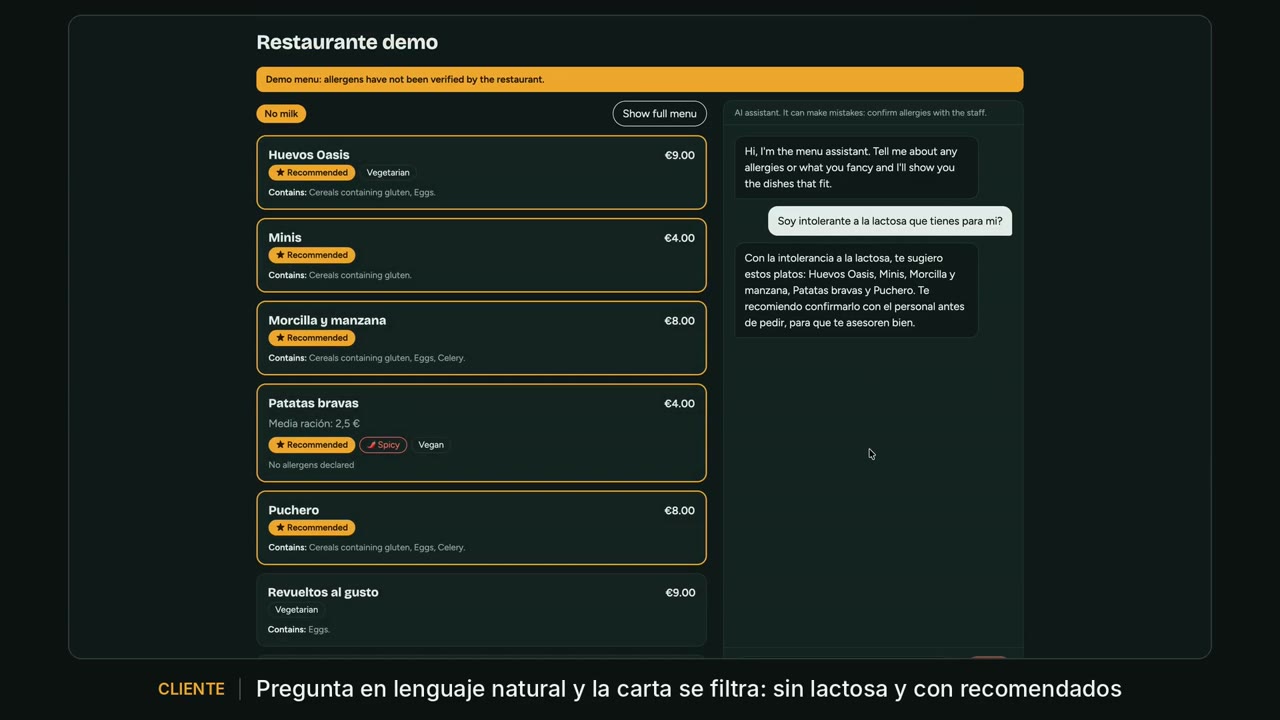 Restaurante demo
Demo menu: allergens have not been verified by the restaurant.
No milk
Show full menu
Huevos Oasis
€9.00
Recommended
Vegetarian
Contains: Cereals containing gluten, Eggs.
Minis
€4.00
Recommended
Contains: Cereals containing gluten.
Morcilla y manzana
€8.00
Recommended
Contains: Cereals containing gluten, Eggs, Celery.
Patatas bravas
€4.00
Media ración: 2,5 €
Recommended
Spicy
Vegan
No allergens declared
Puchero
€8.00
Recommended
Contains: Cereals containing gluten, Eggs, Celery.
Revueltos al gusto
€9.00
Vegetarian
Contains: Eggs.
AI assistant. It can make mistakes: confirm allergies with the staff.
Hi, I'm the menu assistant. Tell me about any
allergies or what you fancy and I'll show you
the dishes that fit.
Soy intolerante a la lactosa que tienes para mi?
Con la intolerancia a la lactosa, te sugiero
estos platos: Huevos Oasis, Minis, Morcilla y
manzana, Patatas bravas y Puchero. Te
recomiendo confirmarlo con el personal antes
de pedir, para que te asesoren bien.
CLIENTE
Pregunta en lenguaje natural y la carta se filtra: sin lactosa y con recomendados